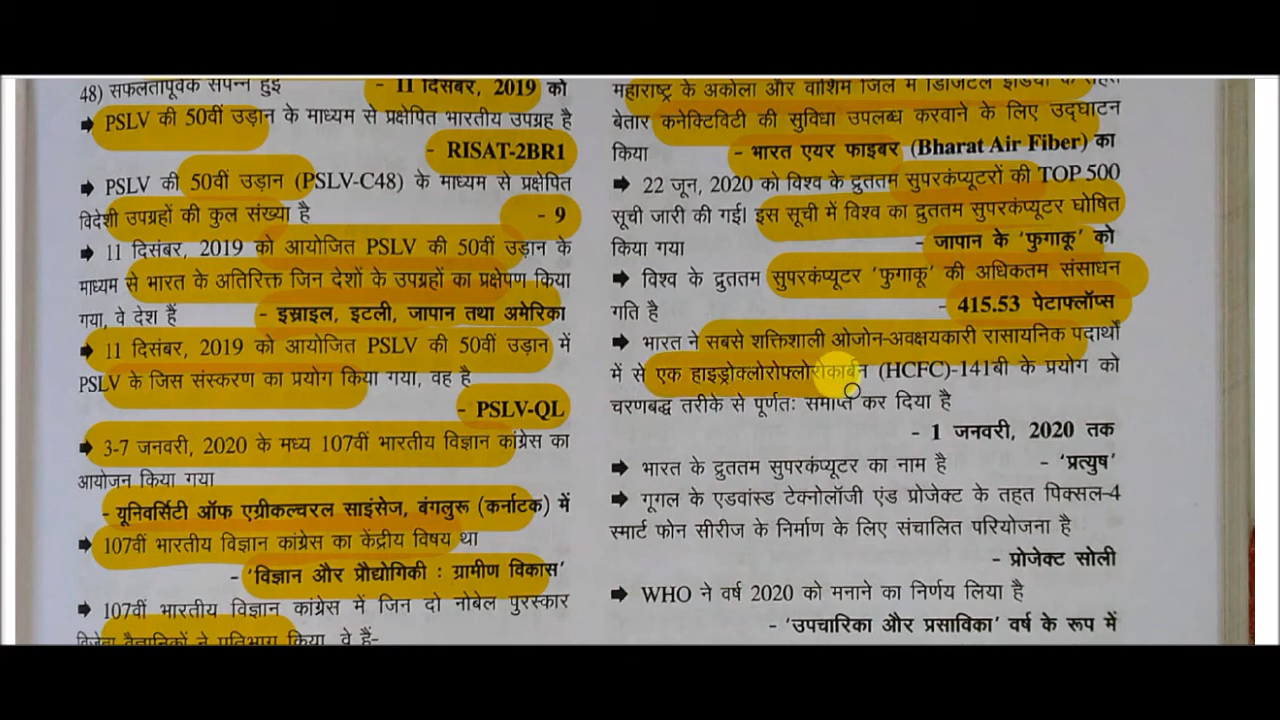 48) सफलतापूर्वक संपन्न हुई - 11 दिसंबर, 2019 को
➡ PSLV की 50वीं उड़ान के माध्यम से प्रक्षेपित भारतीय उपग्रह है
- RISAT-2BR1
➡ PSLV की 50वीं उड़ान (PSLV-C48) के माध्यम से प्रक्षेपित
विदेशी उपग्रहों की कुल संख्या है - 9
➡ 11 दिसंबर, 2019 को आयोजित PSLV की 50वीं उड़ान के
माध्यम से भारत के अतिरिक्त जिन देशों के उपग्रहों का प्रक्षेपण किया
गया, वे देश हैं - इस्राइल, इटली, जापान तथा अमेरिका
➡ 11 दिसंबर, 2019 को आयोजित PSLV की 50वीं उड़ान में
PSLV के जिस संस्करण का प्रयोग किया गया, वह है
- PSLV-QL
➡ 3-7 जनवरी, 2020 के मध्य 107वीं भारतीय विज्ञान कांग्रेस का
आयोजन किया गया
- यूनिवर्सिटी ऑफ एग्रीकल्चरल साइंसेज, बंगलुरू (कर्नाटक) में
➡ 107वीं भारतीय विज्ञान कांग्रेस का केंद्रीय विषय था
- 'विज्ञान और प्रौद्योगिकी : ग्रामीण विकास'
➡ 107वीं भारतीय विज्ञान कांग्रेस में जिन दो नोबेल पुरस्कार
विजेता वैज्ञानिकों ने प्रतिभाग किया, वे हैं-
महाराष्ट्र के अकोला और वाशिम जिले में डिजिटल इंडिया के तहत
बेतार कनेक्टिविटी की सुविधा उपलब्ध करवाने के लिए उद्घाटन
किया - भारत एयर फाइबर (Bharat Air Fiber) का
➡ 22 जून, 2020 को विश्व के द्रुततम सुपरकंप्यूटरों की TOP 500
सूची जारी की गई। इस सूची में विश्व का द्रुततम सुपरकंप्यूटर घोषित
किया गया - जापान के 'फुगाकू' को
➡ विश्व के द्रुततम सुपरकंप्यूटर 'फुगाकू' की अधिकतम संसाधन
गति है - 415.53 पेटाफ्लॉप्स
➡ भारत ने सबसे शक्तिशाली ओजोन-अवक्षयकारी रासायनिक पदार्थों
में से एक हाइड्रोक्लोरोफ्लोरोकार्बन (HCFC)-141बी के प्रयोग को
चरणबद्ध तरीके से पूर्णतः समाप्त कर दिया है
- 1 जनवरी, 2020 तक
➡ भारत के द्रुततम सुपरकंप्यूटर का नाम है - 'प्रत्युष'
➡ गूगल के एडवांस्ड टेक्नोलॉजी एंड प्रोजेक्ट के तहत पिक्सल-4
स्मार्ट फोन सीरीज के निर्माण के लिए संचालित परियोजना है
- प्रोजेक्ट सोली
➡ WHO ने वर्ष 2020 को मनाने का निर्णय लिया है
- 'उपचारिका और प्रसाविका' वर्ष के रूप में